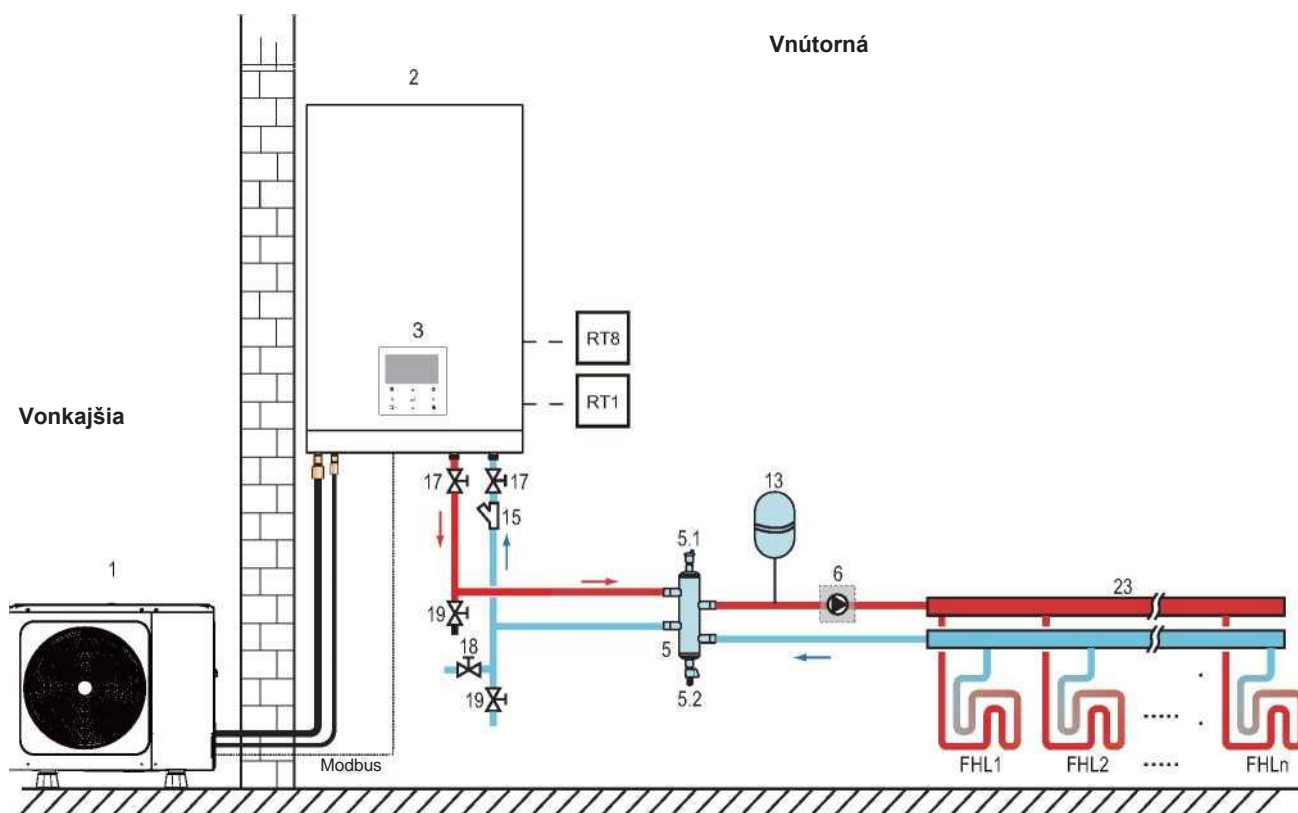 Vnútorná
2
3
RT8
RT1
Vonkajšia
17
17
15
13
5.1
6
23
1
19
18
5
19
5.2
Modbus
FHL1
FHL2
.....
FHLn
.....